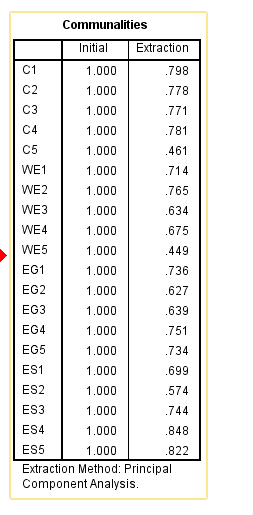 Communalities
Initial Extraction
C1 1.000 .798
C2 1.000 .778
C3 1.000 .771
C4 1.000 .781
C5 1.000 .461
WE1 1.000 .714
WE2 1.000 .765
WE3 1.000 .634
WE4 1.000 .675
WE5 1.000 .449
EG1 1.000 .736
EG2 1.000 .627
EG3 1.000 .639
EG4 1.000 .751
EG5 1.000 .734
ES1 1.000 .699
ES2 1.000 .574
ES3 1.000 .744
ES4 1.000 .848
ES5 1.000 .822
Extraction Method: Principal
Component Analysis.